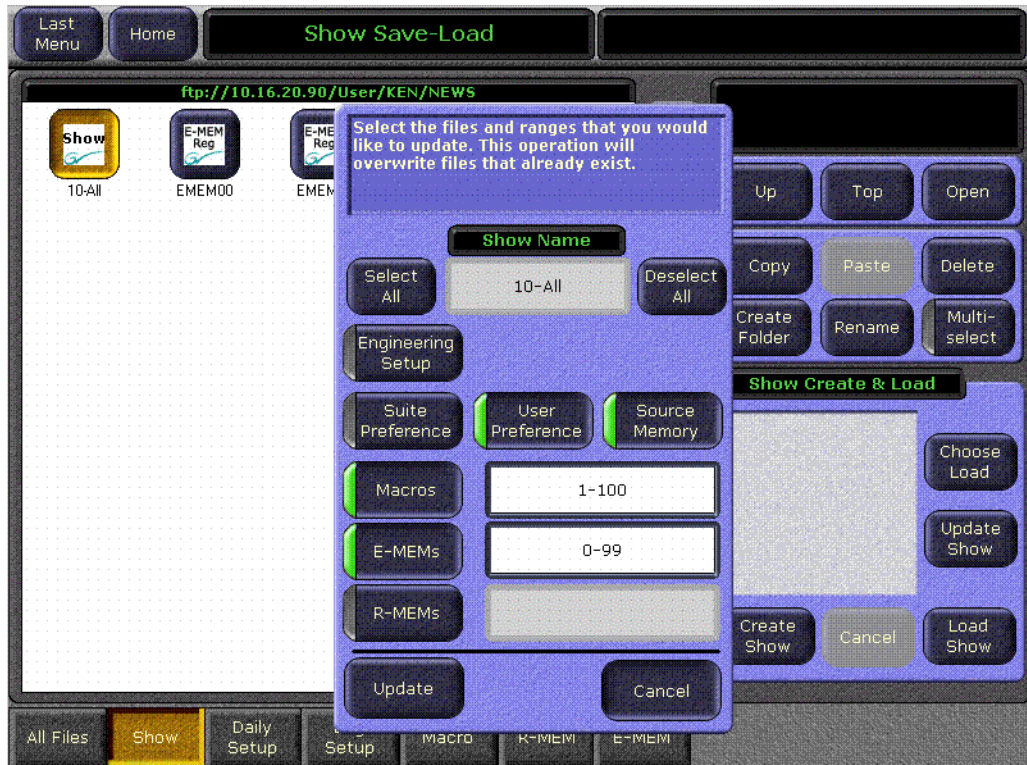 Last
Menu
Home
Show Save-Load
ftp://10.16.20.90/User/KEN/NEWS
Show
10-All
E-MEM
Reg
EMEM00
E-ME
Reg
EMEM
Select the files and ranges that you would
like to update. This operation will
overwrite files that already exist.
Show Name
Select
All
10-All
Deselect
All
Engineering
Setup
Suite
Preference
User
Preference
Source
Memory
Macros
1-100
E-MEMs
0-99
R-MEMs
Update
Cancel
Up
Top
Open
Copy
Paste
Delete
Create
Folder
Rename
Multi-
select
Show Create & Load
Choose
Load
Update
Show
Create
Show
Cancel
Load
Show
All Files
Show
Daily
Setup
Setup
Macro
R-MEM
E-MEM